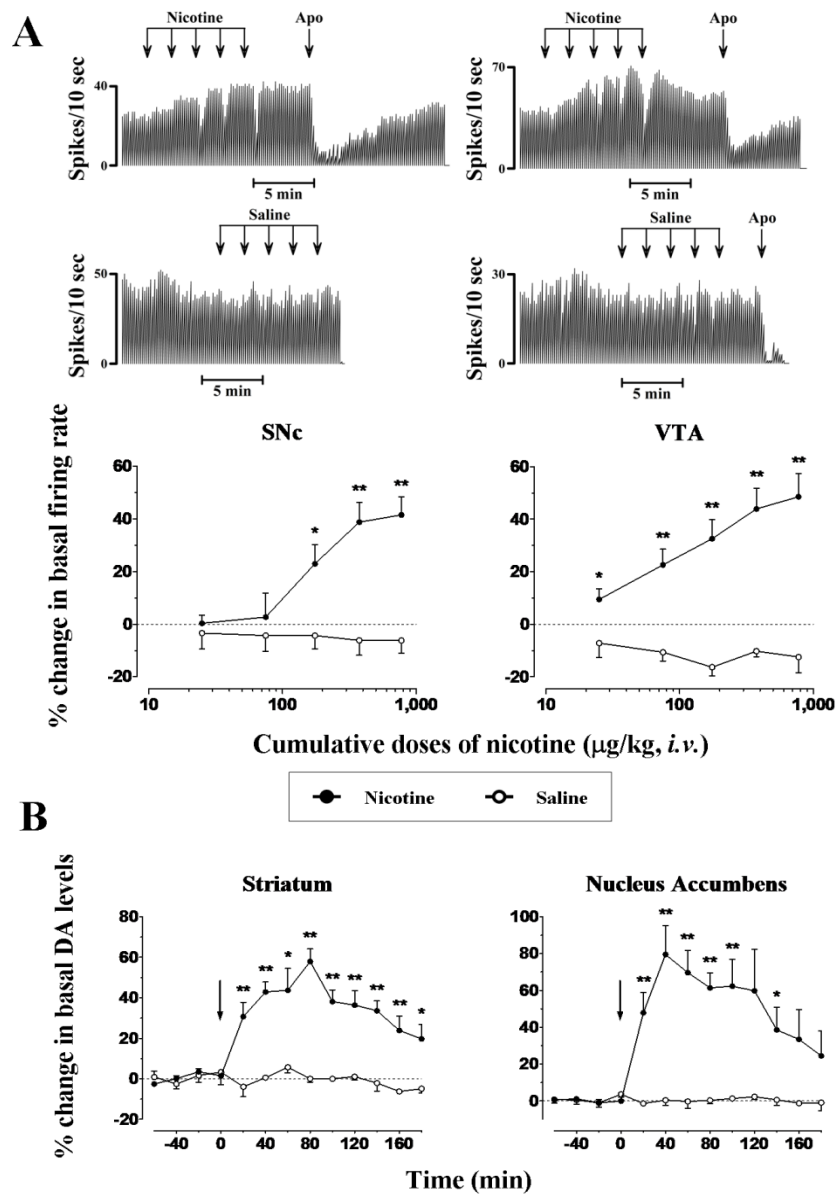 A
Nicotine Apo
Nicotine Apo
Spikes/10 sec
40
0
5 min
Spikes/10 sec
70
0
5 min
Saline
Saline Apo
Spikes/10 sec
50
0
5 min
Spikes/10 sec
30
0
5 min
SNc
VTA
% change in basal firing rate
60
40
20
0
-20
10 100 1,000
* ** **
60
40
20
0
-20
10 100 1,000
* ** ** ** **
Cumulative doses of nicotine (μg/kg, i.v.)
Nicotine Saline
B
Striatum
Nucleus Accumbens
% change in basal DA levels
80
60
40
20
0
-20
-40 0 40 80 120 160
** ** * ** ** ** ** ** *
100
80
60
40
20
0
-40 0 40 80 120 160
** ** ** ** ** *
Time (min)